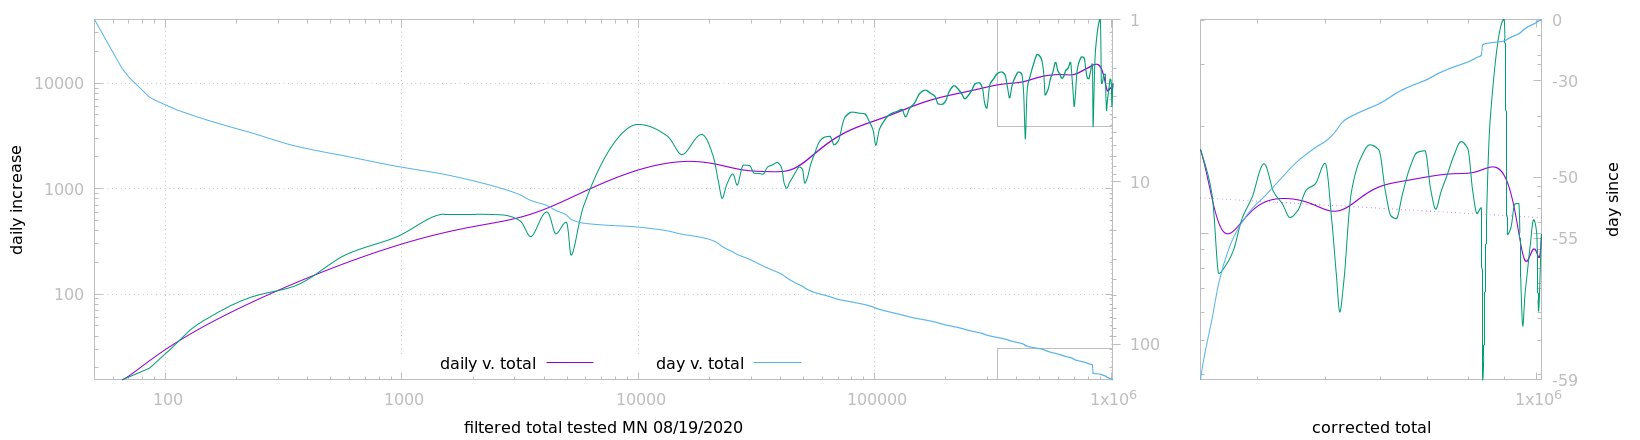 daily increase
10000
1000
100
100
1000
10000
100000
1x10^6
1
10
100
daily v. total
day v. total
filtered total tested MN 08/19/2020
0
-30
-50
-55
-59
day since
1x10^6
corrected total